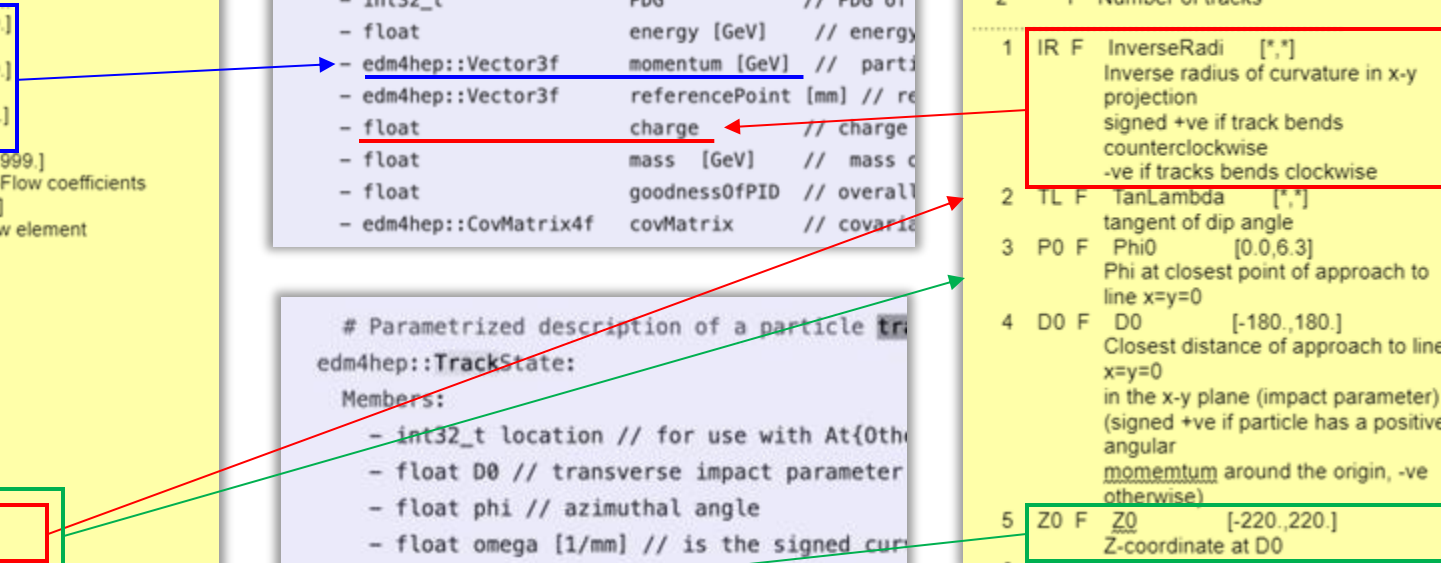 .]
.]
.]
999.]
Flow coefficients
]
w element
– int32_t PDG // PDG of
– float energy [GeV] // energy
– edm4hep::Vector3f momentum [GeV] // parti
– edm4hep::Vector3f referencePoint [mm] // re
– float charge // charge
– float mass [GeV] // mass c
– float goodnessOfPID // overall
– edm4hep::CovMatrix4f covMatrix // covaria
# Parametrized description of a particle tra
edm4hep::TrackState:
Members:
– int32_t location // for use with At{Othe
– float D0 // transverse impact parameter
– float phi // azimuthal angle
– float omega [1/mm] // is the signed cur
2 F Number of tracks
1 IR F InverseRadi [*,*]
Inverse radius of curvature in x-y
projection
signed +ve if track bends
counterclockwise
-ve if tracks bends clockwise
2 TL F TanLambda [*,*]
tangent of dip angle
3 P0 F Phi0 [0.0,6.3]
Phi at closest point of approach to
line x=y=0
4 D0 F D0 [-180.,180.]
Closest distance of approach to line
x=y=0
in the x-y plane (impact parameter)
(signed +ve if particle has a positive
angular
momemtum around the origin, -ve
otherwise)
5 Z0 F Z0 [-220.,220.]
Z-coordinate at D0